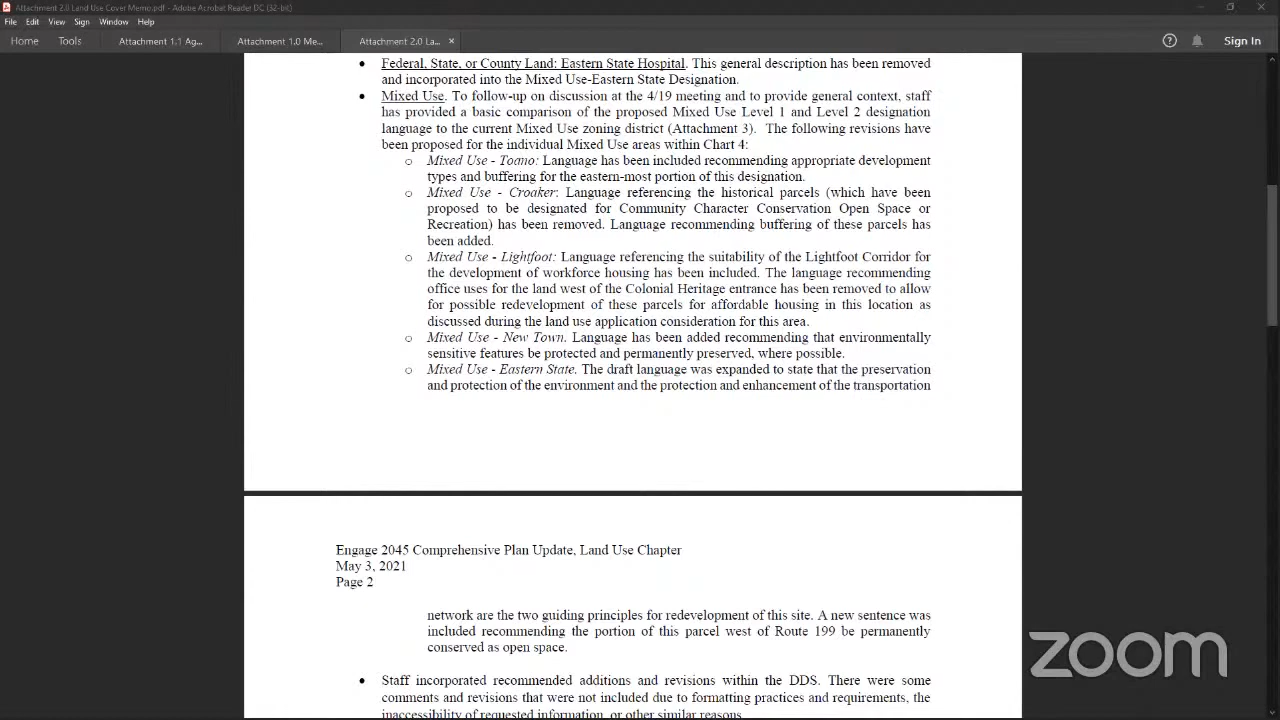 Attachment 2.0 Land Use Cover Memo.pdf - Adobe Acrobat Reader DC (32-bit)
File Edit View Sign Window Help
Home Tools Attachment 1.1 Ag... Attachment 1.0 Me... Attachment 2.0 La... × Sign In
• Federal, State, or County Land: Eastern State Hospital. This general description has been removed
and incorporated into the Mixed Use-Eastern State Designation.
• Mixed Use. To follow-up on discussion at the 4/19 meeting and to provide general context, staff
has provided a basic comparison of the proposed Mixed Use Level 1 and Level 2 designation
language to the current Mixed Use zoning district (Attachment 3). The following revisions have
been proposed for the individual Mixed Use areas within Chart 4:
o Mixed Use - Toano: Language has been included recommending appropriate development
types and buffering for the eastern-most portion of this designation.
o Mixed Use - Croaker: Language referencing the historical parcels (which have been
proposed to be designated for Community Character Conservation Open Space or
Recreation) has been removed. Language recommending buffering of these parcels has
been added.
o Mixed Use - Lightfoot: Language referencing the suitability of the Lightfoot Corridor for
the development of workforce housing has been included. The language recommending
office uses for the land west of the Colonial Heritage entrance has been removed to allow
for possible redevelopment of these parcels for affordable housing in this location as
discussed during the land use application consideration for this area.
o Mixed Use - New Town. Language has been added recommending that environmentally
sensitive features be protected and permanently preserved, where possible.
o Mixed Use - Eastern State. The draft language was expanded to state that the preservation
and protection of the environment and the protection and enhancement of the transportation
Engage 2045 Comprehensive Plan Update, Land Use Chapter
May 3, 2021
Page 2
network are the two guiding principles for redevelopment of this site. A new sentence was
included recommending the portion of this parcel west of Route 199 be permanently
conserved as open space.
• Staff incorporated recommended additions and revisions within the DDS. There were some
comments and revisions that were not included due to formatting practices and requirements, the
inaccessibility of requested information, or other similar reasons.
zoom